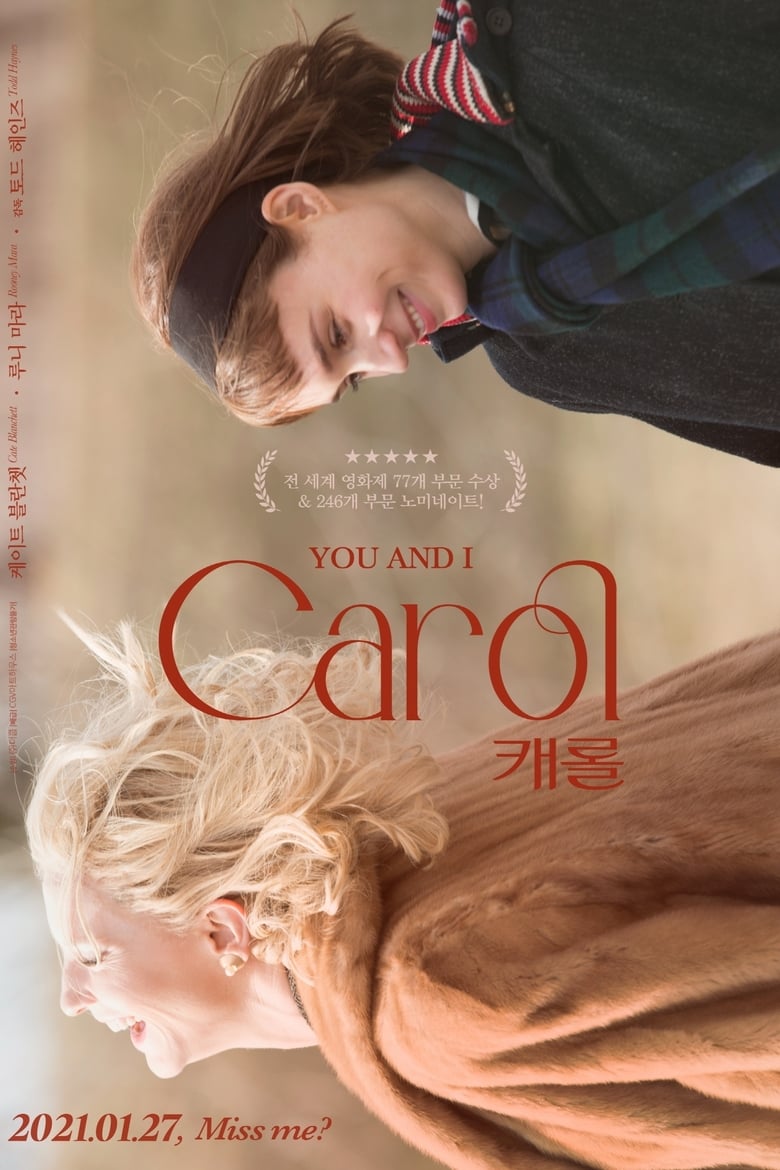 ★★★★★
전 세계 영화제 77개 부문 수상
& 246개 부문 노미네이트!
YOU AND I
Carol
캐롤
케이트 블란쳇 Cate Blanchett • 루니 마라 Rooney Mara • 감독 토드 헤인즈 Todd Haynes
2021.01.27, Miss me?